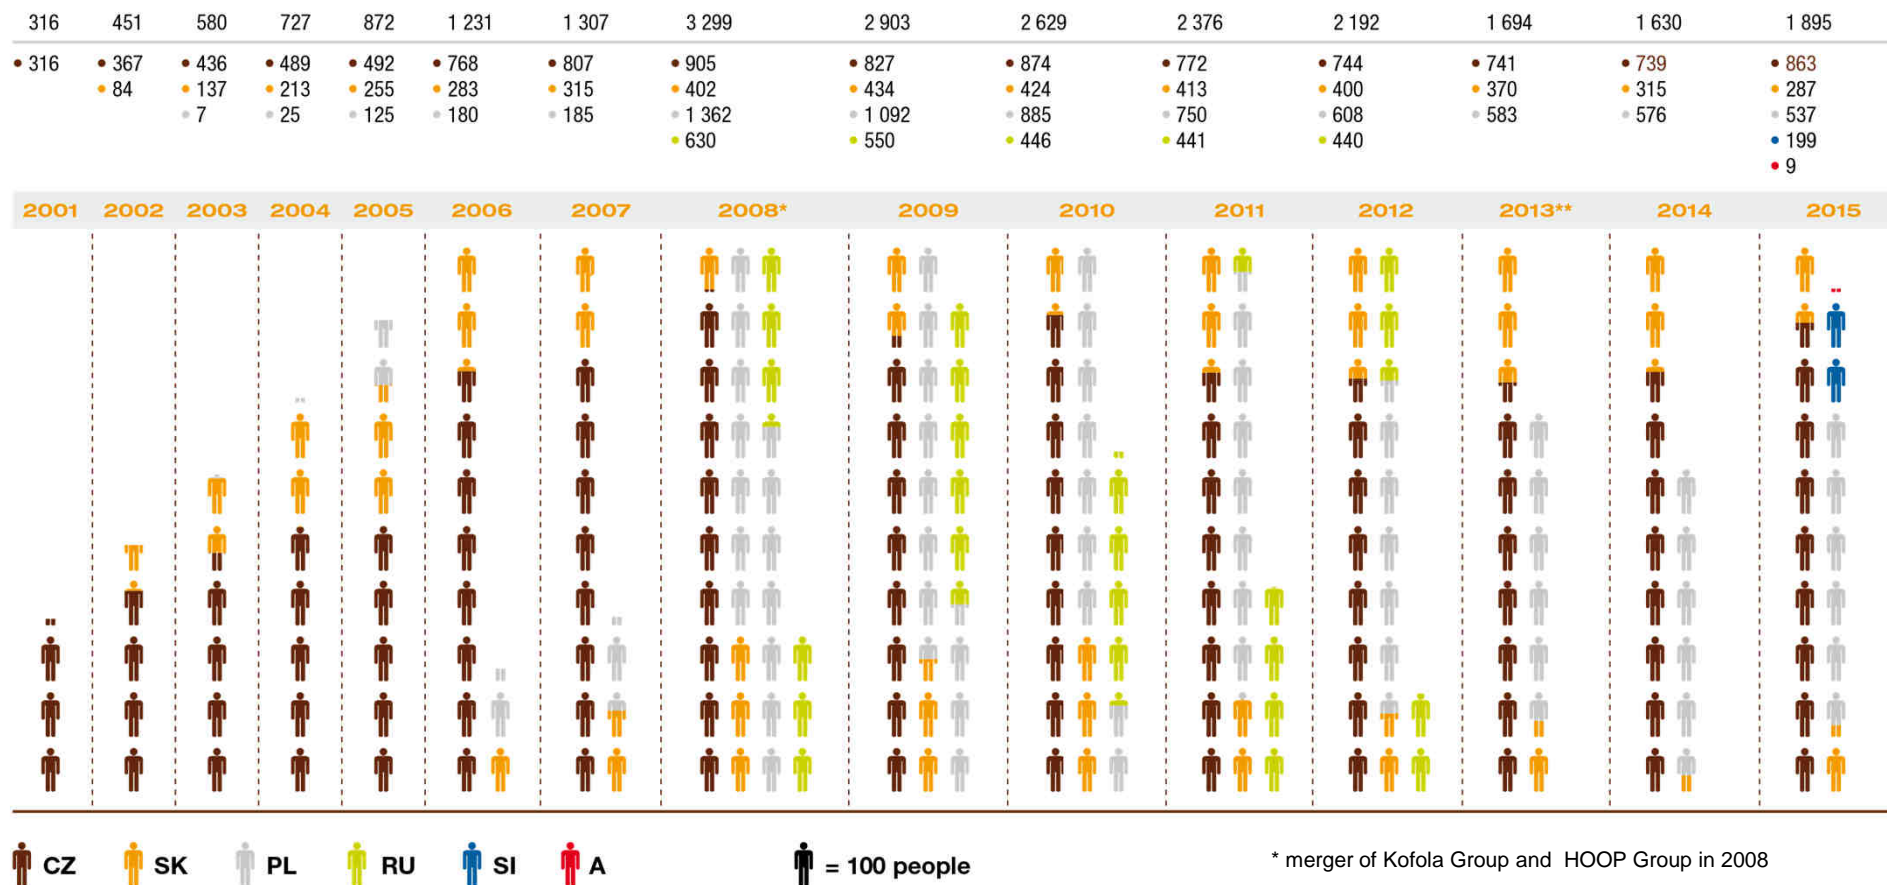 316 451 580 727 872 1 231 1 307 3 299 2 903 2 629 2 376 2 192 1 694 1 630 1 895
• 316 • 367 • 436 • 489 • 492 • 768 • 807 • 905 • 827 • 874 • 772 • 744 • 741 • 739 • 863
• 84 • 137 • 213 • 255 • 283 • 315 • 402 • 434 • 424 • 413 • 400 • 370 • 315 • 287
• 7 • 25 • 125 • 180 • 185 • 1 362 • 1 092 • 885 • 750 • 608 • 583 • 576 • 537
• 630 • 550 • 446 • 441 • 440 • 199
• 9
2001 2002 2003 2004 2005 2006 2007 2008* 2009 2010 2011 2012 2013** 2014 2015
CZ SK PL RU SI A = 100 people
* merger of Kofola Group and HOOP Group in 2008